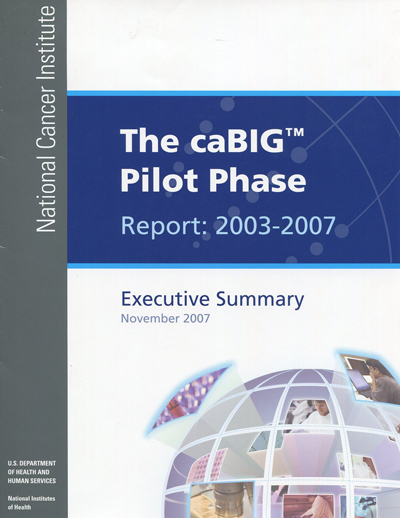 National Cancer Institute
The caBIG™
Pilot Phase
Report: 2003-2007
Executive Summary
November 2007
U.S. DEPARTMENT
OF HEALTH AND
HUMAN SERVICES
National Institutes
of Health